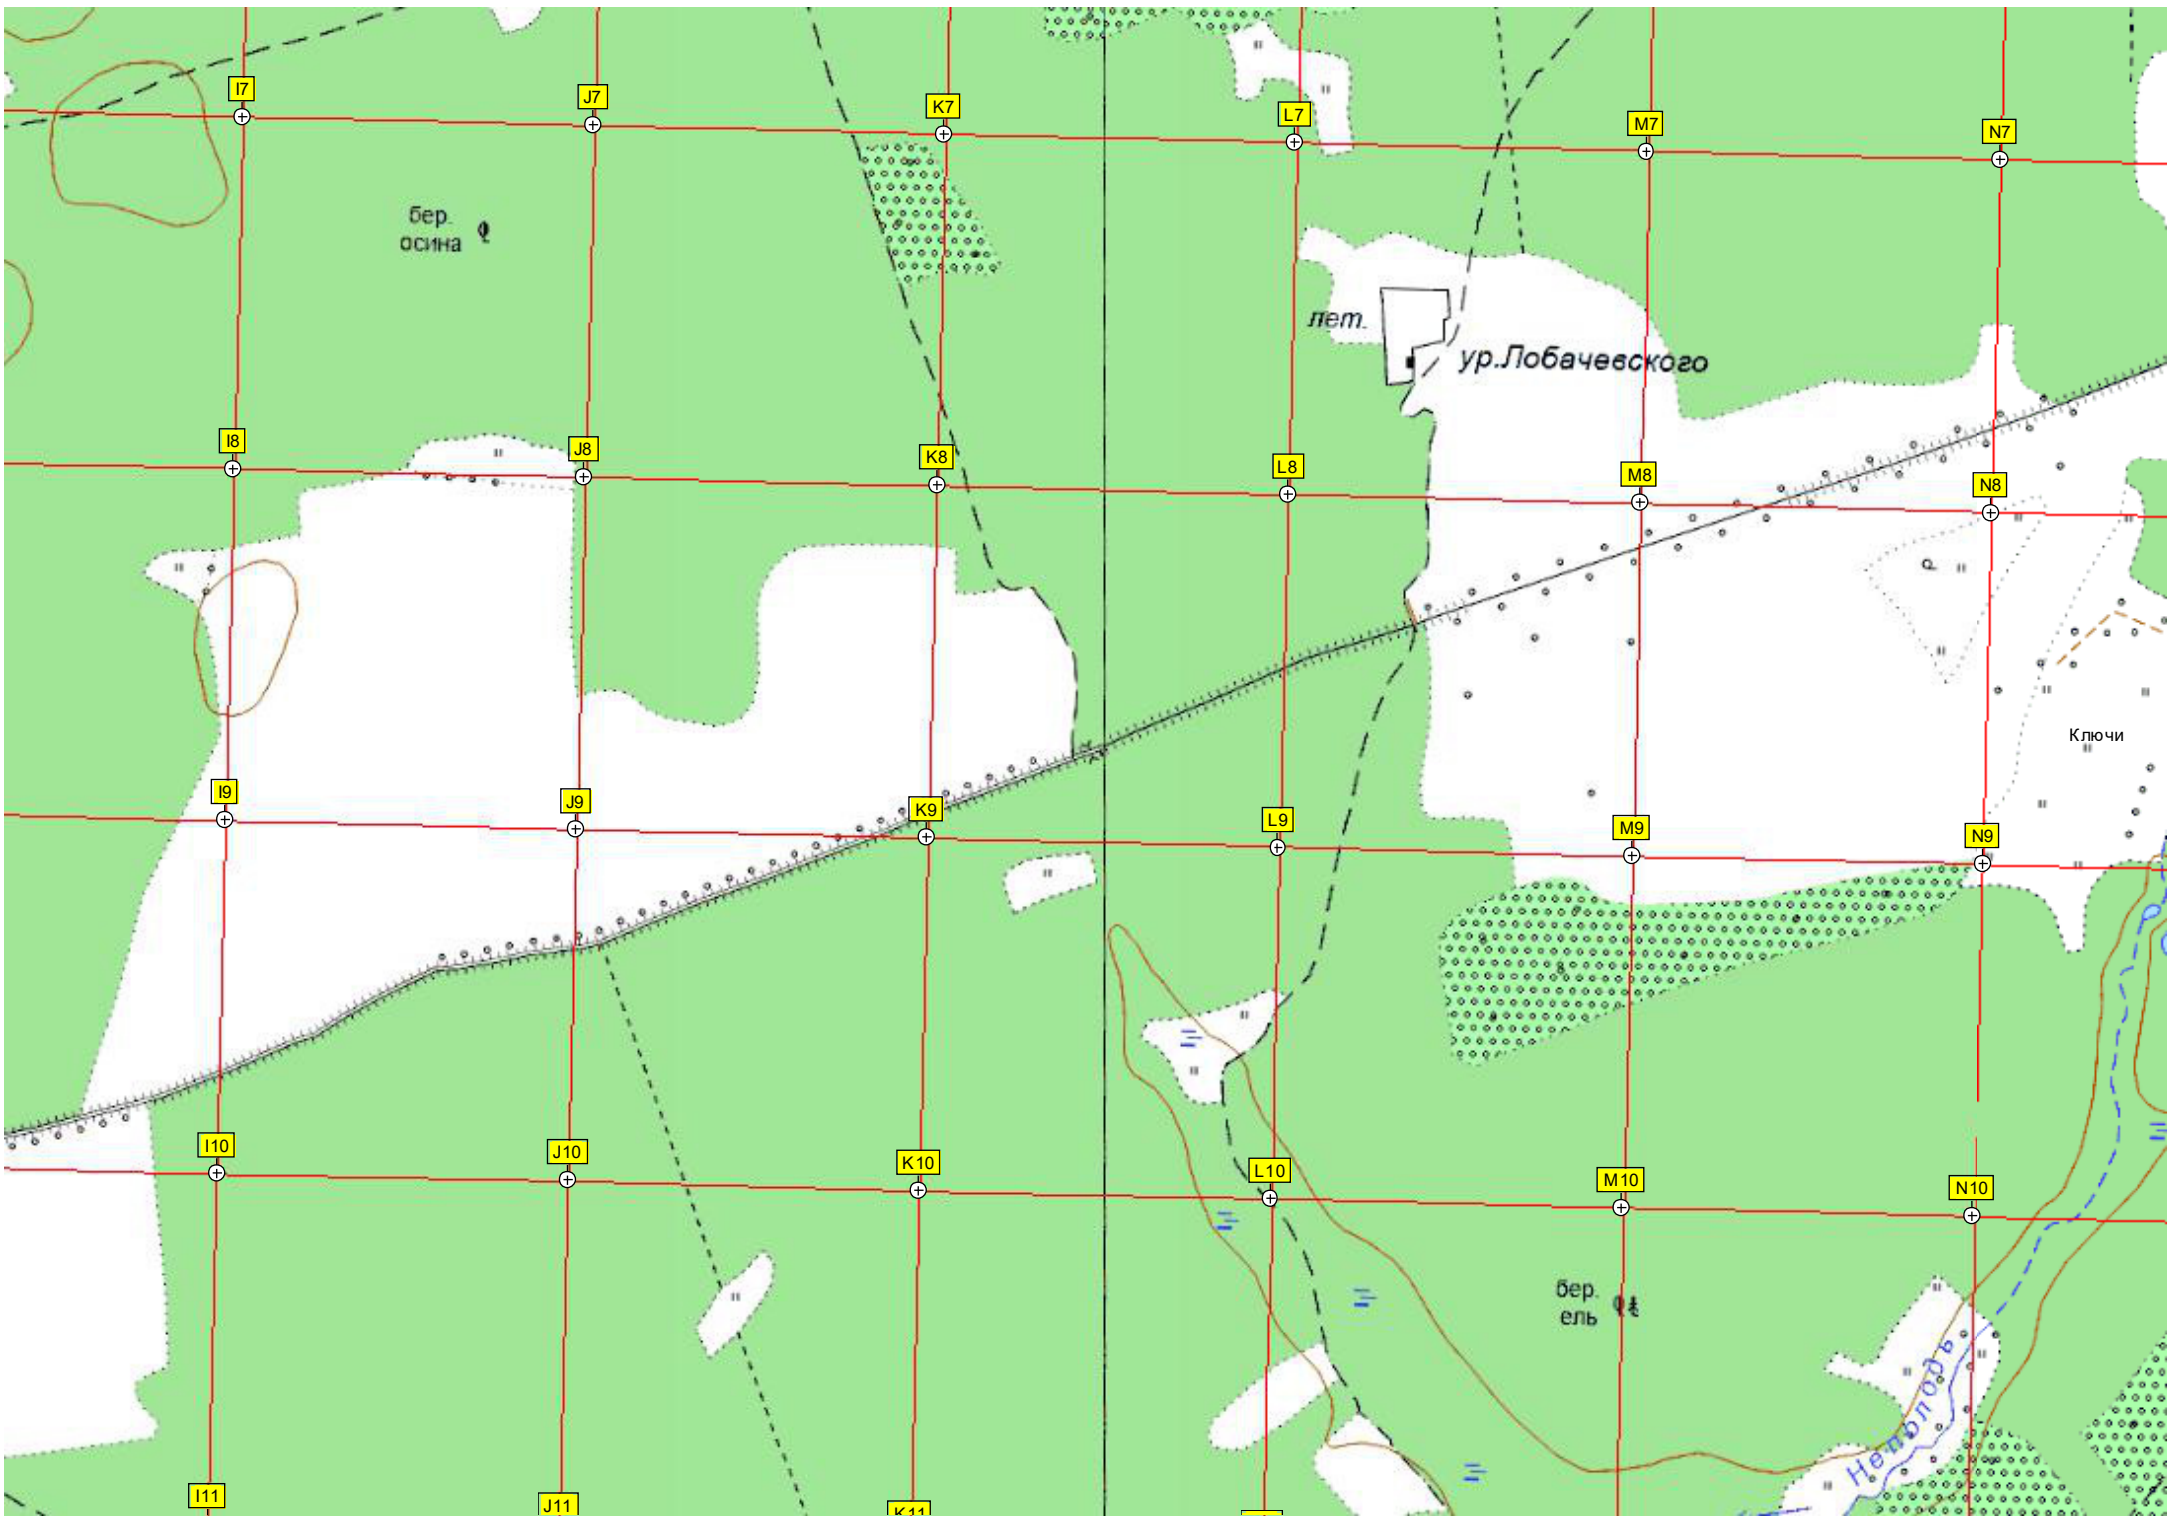 I7
J7
K7
L7
M7
N7
бер.
осина
лет.
ур.Лобачевского
I8
J8
K8
L8
M8
N8
Ключи
I9
J9
K9
L9
M9
N9
I10
J10
K10
L10
M10
N10
бер.
ель
Неполодь
I11
J11
K11